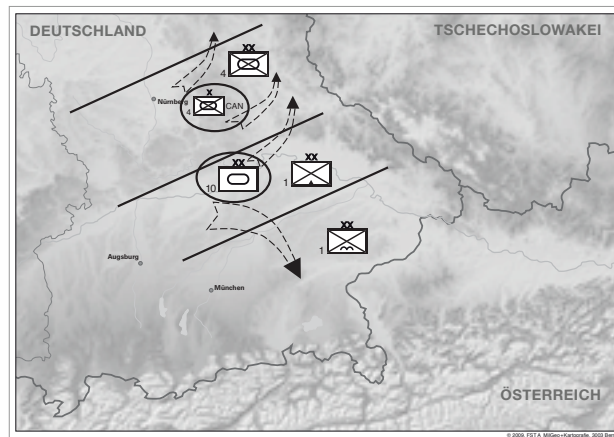 DEUTSCHLAND
TSCHECHOSLOWAKEI
XX
4
X
Nürnberg
4
CAN
XX
10
XX
1
XX
1
Augsburg
München
ÖSTERREICH
© 2009, FST A MilGeo+Kartografie, 3003 Bern